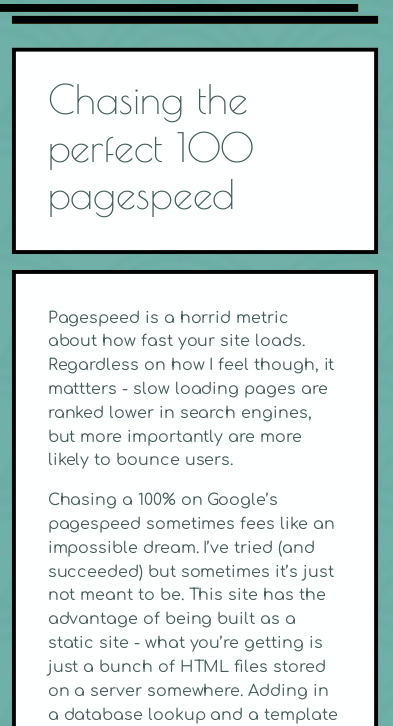 Chasing the
perfect 100
pagespeed
Pagespeed is a horrid metric
about how fast your site loads.
Regardless on how I feel though, it
mattters - slow loading pages are
ranked lower in search engines,
but more importantly are more
likely to bounce users.
Chasing a 100% on Google's
pagespeed sometimes fees like an
impossible dream. I've tried (and
succeeded) but sometimes it's just
not meant to be. This site has the
advantage of being built as a
static site - what you're getting is
just a bunch of HTML files stored
on a server somewhere. Adding in
a database lookup and a template